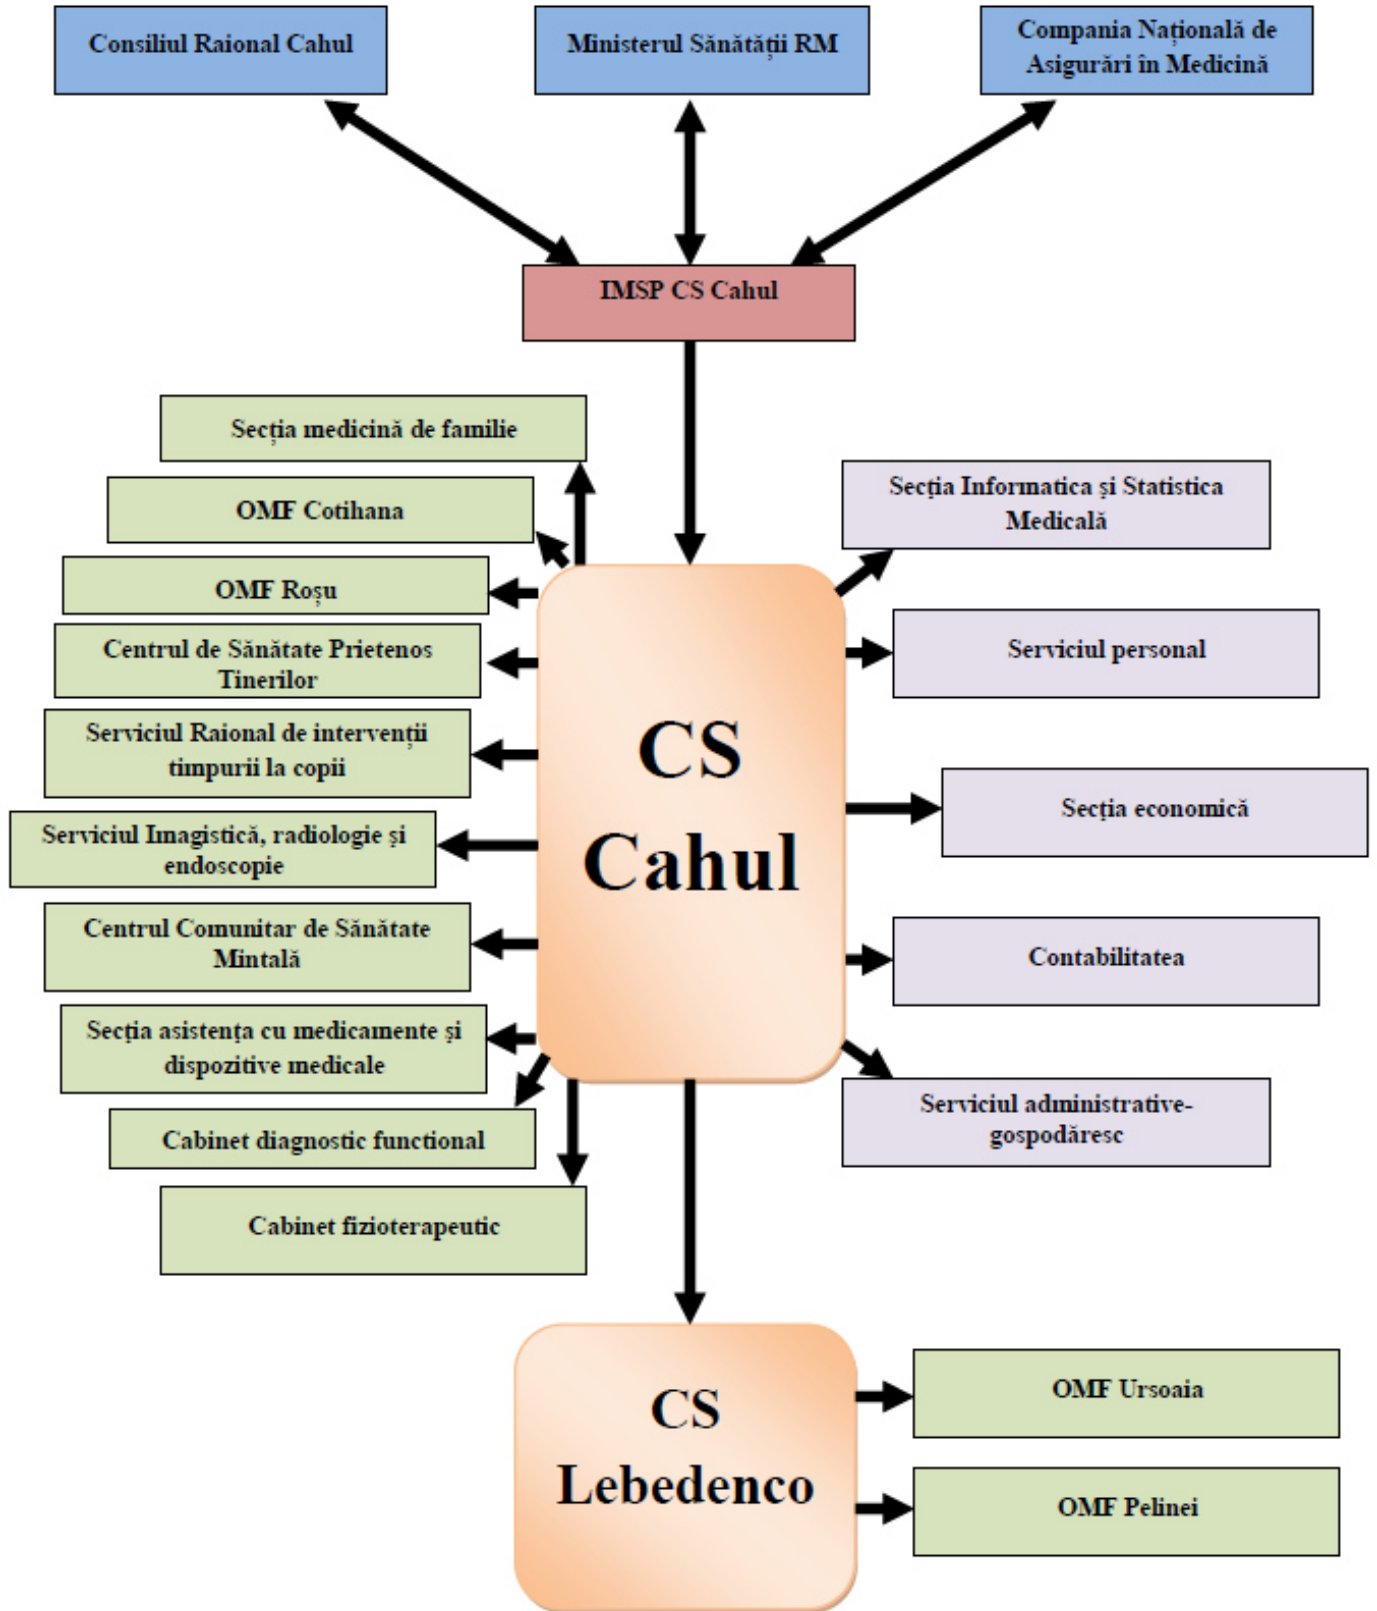 Consiliul Raional Cahul
Ministerul Sănătății RM
Compania Națională de
Asigurări în Medicină
IMSP CS Cahul
Secția medicină de familie
OMF Cotihana
OMF Roșu
Centrul de Sănătate Prietenos
Tinerilor
Serviciul Raional de intervenții
timpurii la copii
Serviciul Imagistică, radiologie și
endoscopie
Centrul Comunitar de Sănătate
Mintală
Secția asistența cu medicamente și
dispozitive medicale
Cabinet diagnostic functional
Cabinet fizioterapeutic
CS
Cahul
Secția Informatica și Statistica
Medicală
Serviciul personal
Secția economică
Contabilitatea
Serviciul administrative-
gospodăresc
CS
Lebedenco
OMF Ursoaia
OMF Pelinei